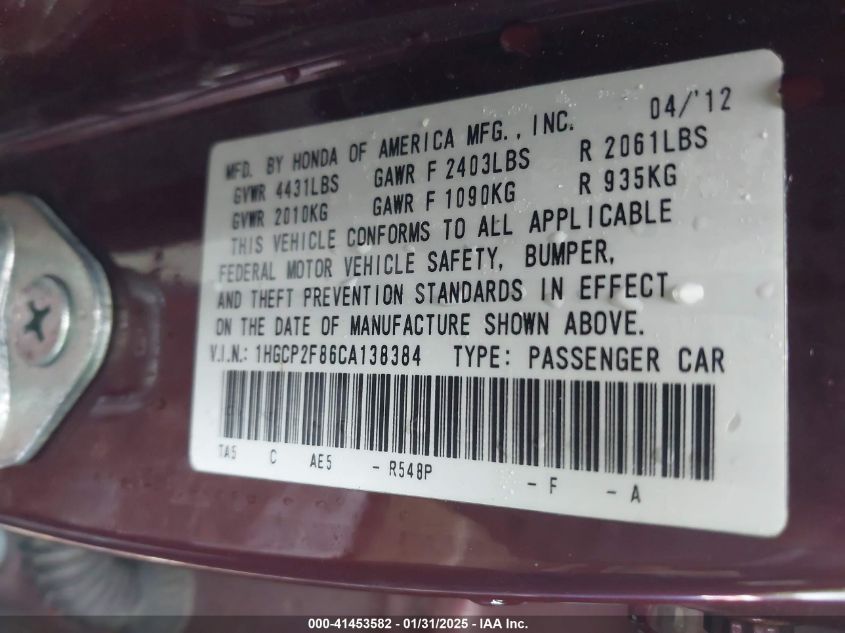 04/'12
MFD. BY HONDA OF AMERICA MFG., INC.
GVWR 4431LBS GAWR F 2403LBS R 2061LBS
GVWR 2010KG GAWR F 1090KG R 935KG
THIS VEHICLE CONFORMS TO ALL APPLICABLE
FEDERAL MOTOR VEHICLE SAFETY, BUMPER,
AND THEFT PREVENTION STANDARDS IN EFFECT
ON THE DATE OF MANUFACTURE SHOWN ABOVE.
V.I.N.: 1HGCP2F86CA138384 TYPE: PASSENGER CAR
TA5 C AE5 - R548P - F - A
000-41453582 - 01/31/2025 - IAA Inc.